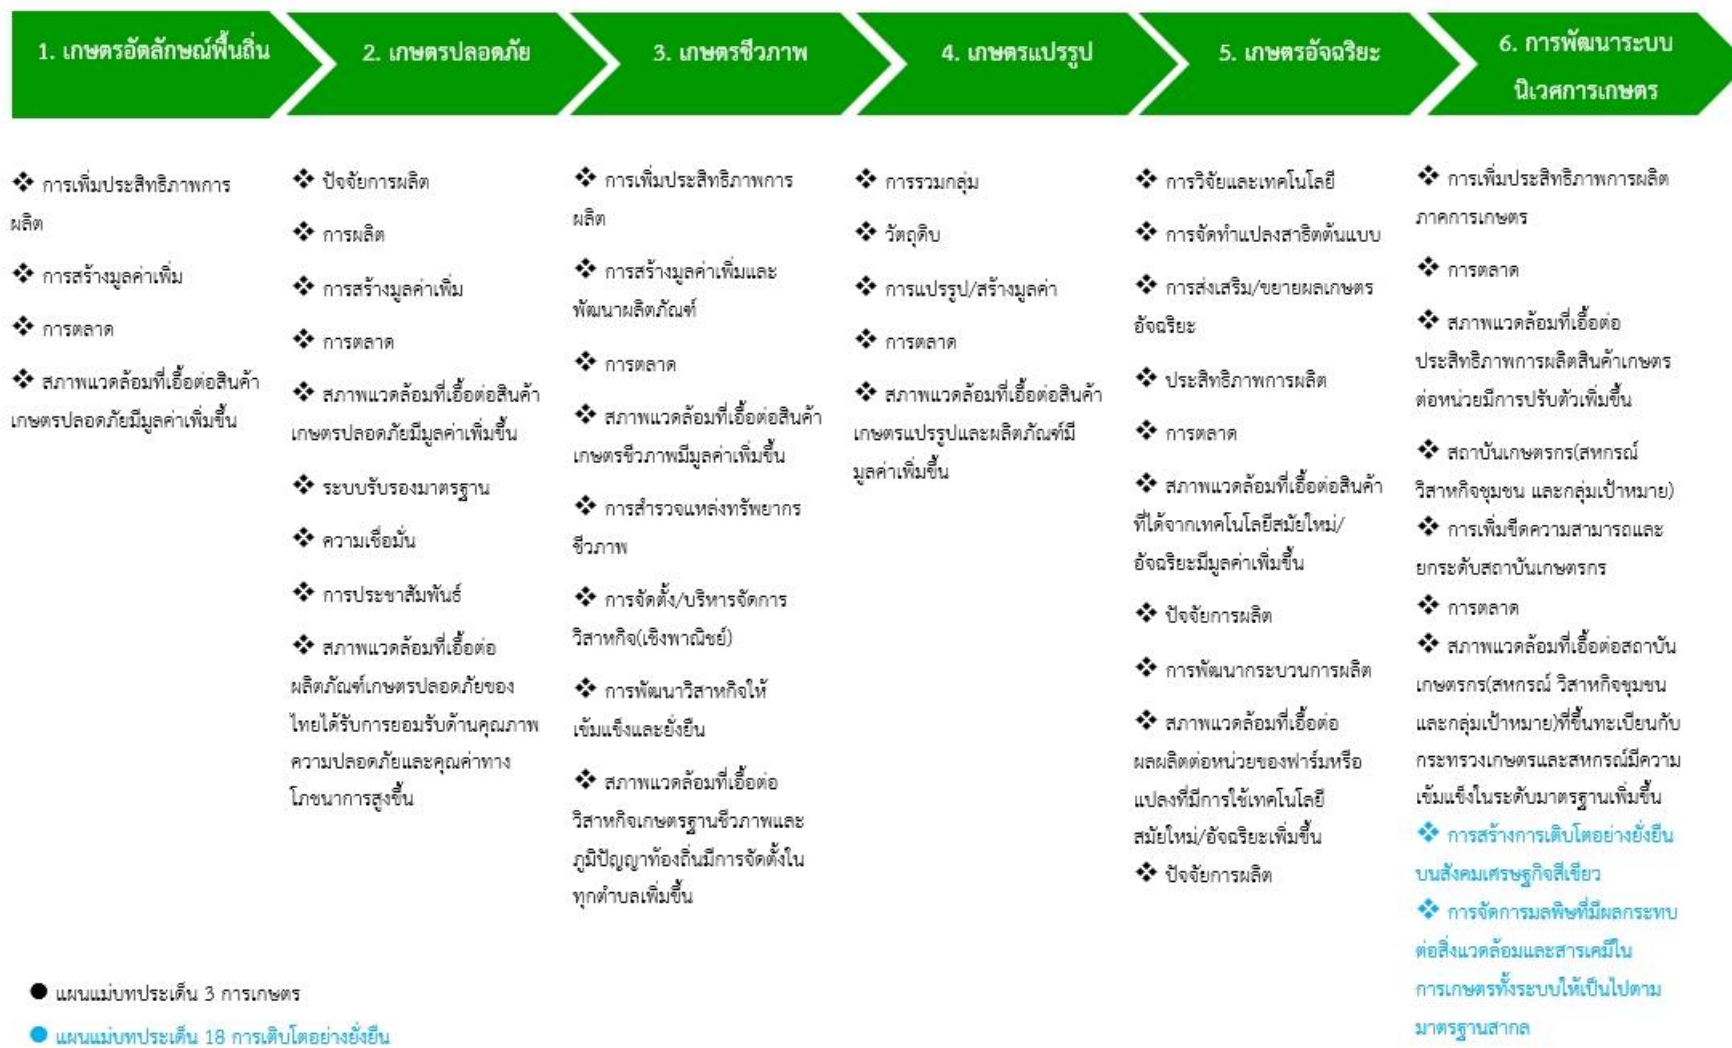 1. เกษตรอัตลักษณ์พื้นถิ่น
2. เกษตรปลอดภัย
3. เกษตรชีวภาพ
4. เกษตรแปรรูป
5. เกษตรอัจฉริยะ
6. การพัฒนาระบบ
นิเวศการเกษตร
❖ การเพิ่มประสิทธิภาพการ
ผลิต
❖ การสร้างมูลค่าเพิ่ม
❖ การตลาด
❖ สภาพแวดล้อมที่เอื้อต่อสินค้า
เกษตรปลอดภัยมีมูลค่าเพิ่มขึ้น
❖ ปัจจัยการผลิต
❖ การผลิต
❖ การสร้างมูลค่าเพิ่ม
❖ การตลาด
❖ สภาพแวดล้อมที่เอื้อต่อสินค้า
เกษตรปลอดภัยมีมูลค่าเพิ่มขึ้น
❖ ระบบรับรองมาตรฐาน
❖ ความเชื่อมั่น
❖ การประชาสัมพันธ์
❖ สภาพแวดล้อมที่เอื้อต่อ
ผลิตภัณฑ์เกษตรปลอดภัยของ
ไทยได้รับการยอมรับด้านคุณภาพ
ความปลอดภัยและคุณค่าทาง
โภชนาการสูงขึ้น
❖ การเพิ่มประสิทธิภาพการ
ผลิต
❖ การสร้างมูลค่าเพิ่มและ
พัฒนาผลิตภัณฑ์
❖ การตลาด
❖ สภาพแวดล้อมที่เอื้อต่อสินค้า
เกษตรชีวภาพมีมูลค่าเพิ่มขึ้น
❖ การสำรวจแหล่งทรัพยากร
ชีวภาพ
❖ การจัดตั้ง/บริหารจัดการ
วิสาหกิจ(เชิงพาณิชย์)
❖ การพัฒนาวิสาหกิจให้
เข้มแข็งและยั่งยืน
❖ สภาพแวดล้อมที่เอื้อต่อ
วิสาหกิจเกษตรฐานชีวภาพและ
ภูมิปัญญาท้องถิ่นมีการจัดตั้งใน
ทุกตำบลเพิ่มขึ้น
❖ การรวมกลุ่ม
❖ วัตถุดิบ
❖ การแปรรูป/สร้างมูลค่า
❖ การตลาด
❖ สภาพแวดล้อมที่เอื้อต่อสินค้า
เกษตรแปรรูปและผลิตภัณฑ์มี
มูลค่าเพิ่มขึ้น
❖ การวิจัยและเทคโนโลยี
❖ การจัดทำแปลงสาธิตต้นแบบ
❖ การส่งเสริม/ขยายผลเกษตร
อัจฉริยะ
❖ ประสิทธิภาพการผลิต
❖ การตลาด
❖ สภาพแวดล้อมที่เอื้อต่อสินค้า
ที่ได้จากเทคโนโลยีสมัยใหม่/
อัจฉริยะมีมูลค่าเพิ่มขึ้น
❖ ปัจจัยการผลิต
❖ การพัฒนากระบวนการผลิต
❖ สภาพแวดล้อมที่เอื้อต่อ
ผลผลิตต่อหน่วยของฟาร์มหรือ
แปลงที่มีการใช้เทคโนโลยี
สมัยใหม่/อัจฉริยะเพิ่มขึ้น
❖ ปัจจัยการผลิต
❖ การเพิ่มประสิทธิภาพการผลิต
ภาคการเกษตร
❖ การตลาด
❖ สภาพแวดล้อมที่เอื้อต่อ
ประสิทธิภาพการผลิตสินค้าเกษตร
ต่อหน่วยมีการปรับตัวเพิ่มขึ้น
❖ สถาบันเกษตรกร(สหกรณ์
วิสาหกิจชุมชน และกลุ่มเป้าหมาย)
❖ การเพิ่มขีดความสามารถและ
ยกระดับสถาบันเกษตรกร
❖ การตลาด
❖ สภาพแวดล้อมที่เอื้อต่อสถาบัน
เกษตรกร(สหกรณ์ วิสาหกิจชุมชน
และกลุ่มเป้าหมาย)ที่ขึ้นทะเบียนกับ
กระทรวงเกษตรและสหกรณ์มีความ
เข้มแข็งในระดับมาตรฐานเพิ่มขึ้น
❖ การสร้างการเติบโตอย่างยั่งยืน
บนสังคมเศรษฐกิจสีเขียว
❖ การจัดการมลพิษที่มีผลกระทบ
ต่อสิ่งแวดล้อมและสารเคมีใน
การเกษตรทั้งระบบให้เป็นไปตาม
มาตรฐานสากล
● แผนแม่บทประเด็น 3 การเกษตร
● แผนแม่บทประเด็น 18 การเติบโตอย่างยั่งยืน